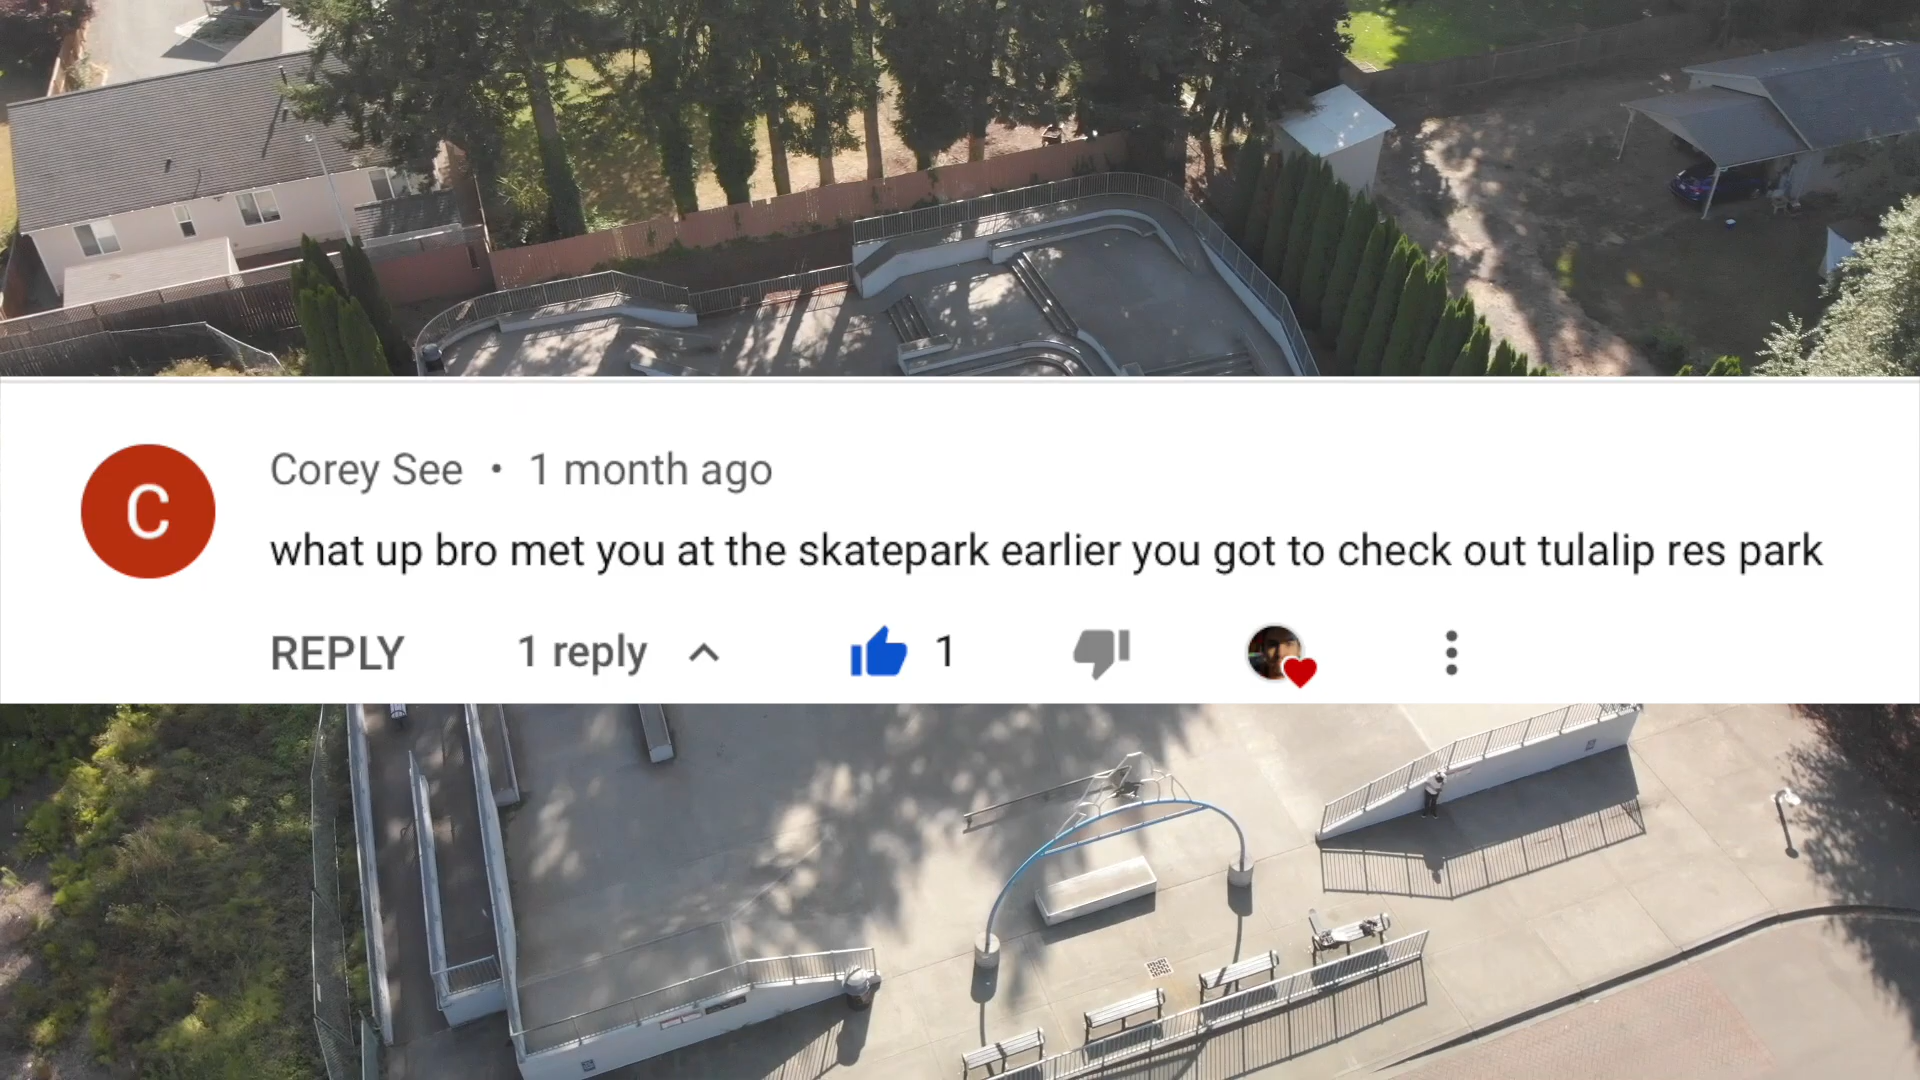 C
Corey See • 1 month ago
what up bro met you at the skatepark earlier you got to check out tulalip res park
REPLY 1 reply 1